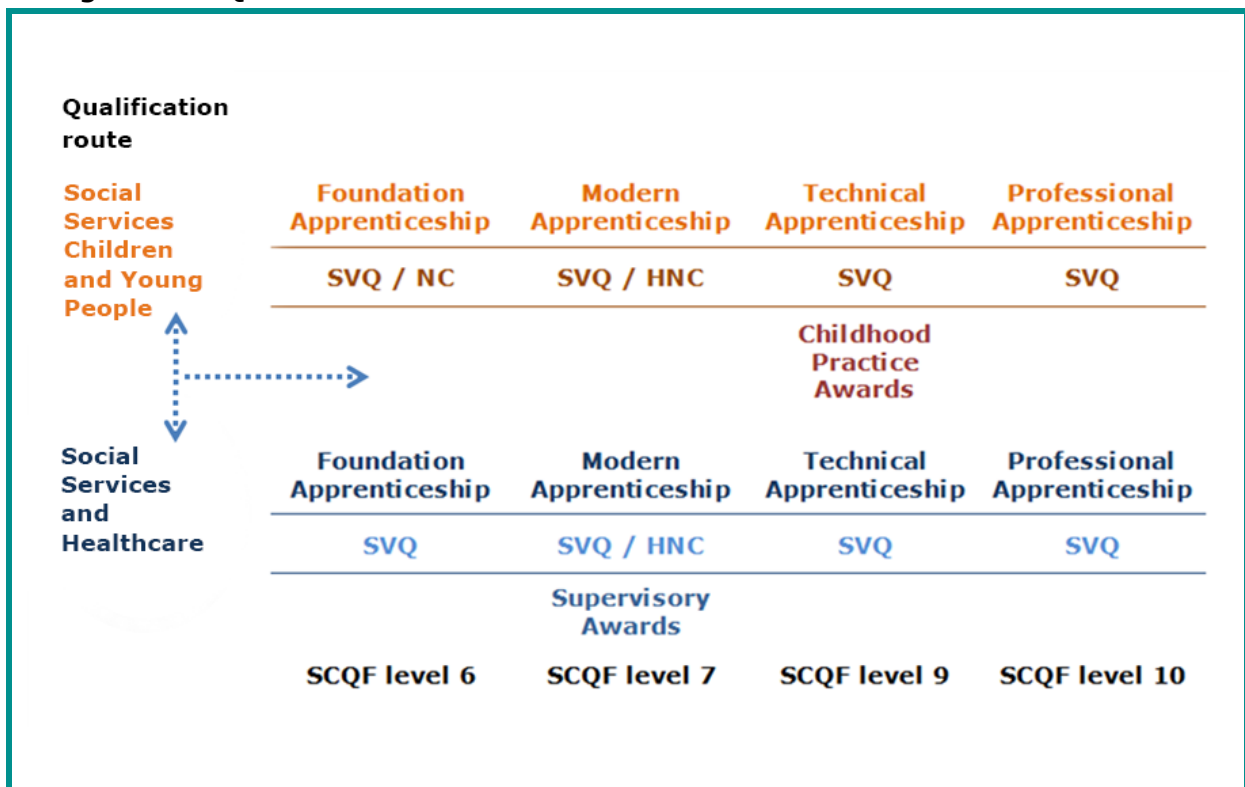 Qualification
route
Social
Services
Children
and Young
People
Foundation
Apprenticeship
Modern
Apprenticeship
Technical
Apprenticeship
Professional
Apprenticeship
SVQ / NC
SVQ / HNC
SVQ
SVQ
Childhood
Practice
Awards
Social
Services
and
Healthcare
Foundation
Apprenticeship
Modern
Apprenticeship
Technical
Apprenticeship
Professional
Apprenticeship
SVQ
SVQ / HNC
SVQ
SVQ
Supervisory
Awards
SCQF level 6
SCQF level 7
SCQF level 9
SCQF level 10